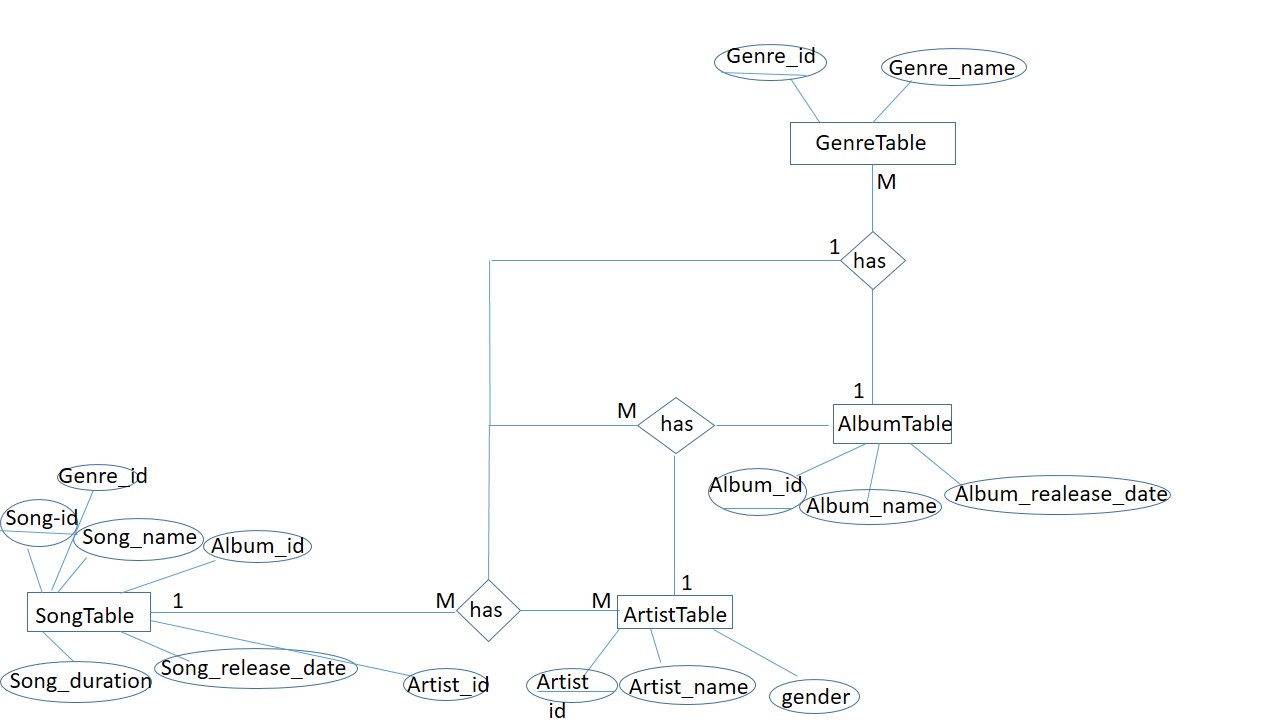 Genre_id
Genre_name
GenreTable
M
1
has
1
M
has
AlbumTable
Album_id
Album_name
Album_realease_date
Genre_id
Song-id
Song_name
Album_id
1
M
has
M
1
SongTable
ArtistTable
Song_duration
Song_release_date
Artist_id
Artist
id
Artist_name
gender